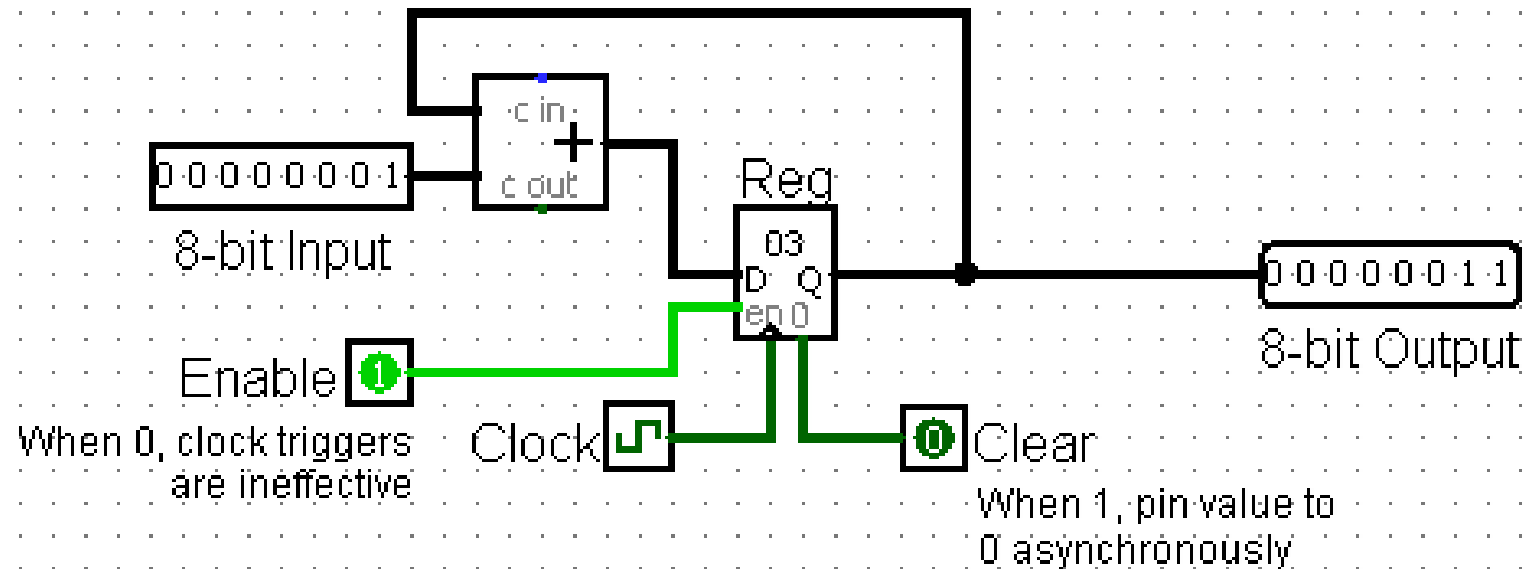 c in
+
0 0 0 0 0 0 0 1
c out
8-bit Input
Reg
03
D Q
en 0
0 0 0 0 0 0 1 1
8-bit Output
Enable 1
When 0, clock triggers
are ineffective
Clock
0 Clear
When 1, pin value to
0 asynchronously